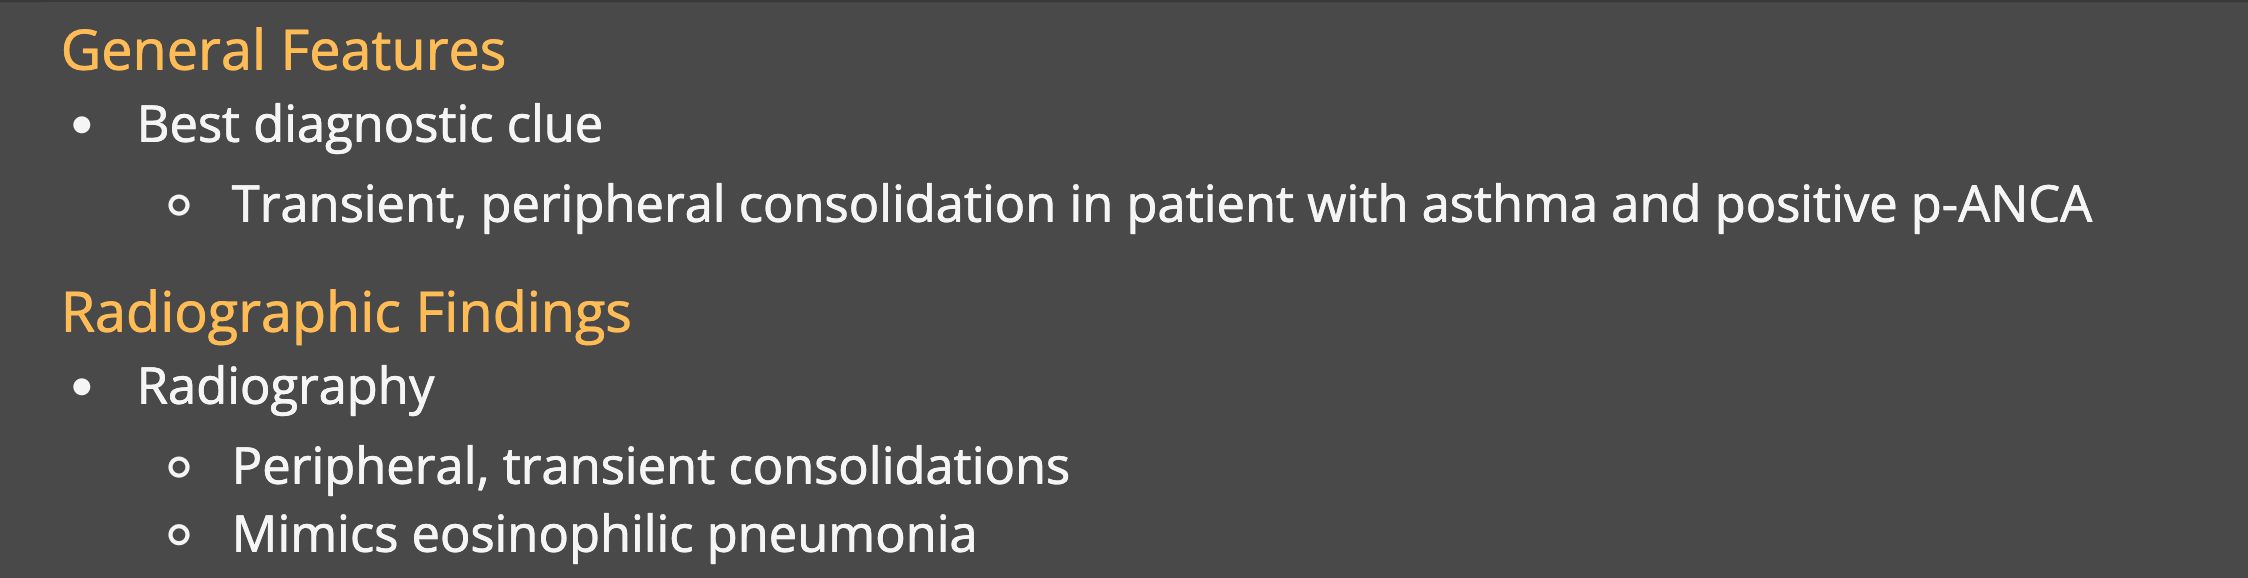 General Features
• Best diagnostic clue
○ Transient, peripheral consolidation in patient with asthma and positive p-ANCA
Radiographic Findings
• Radiography
○ Peripheral, transient consolidations
○ Mimics eosinophilic pneumonia